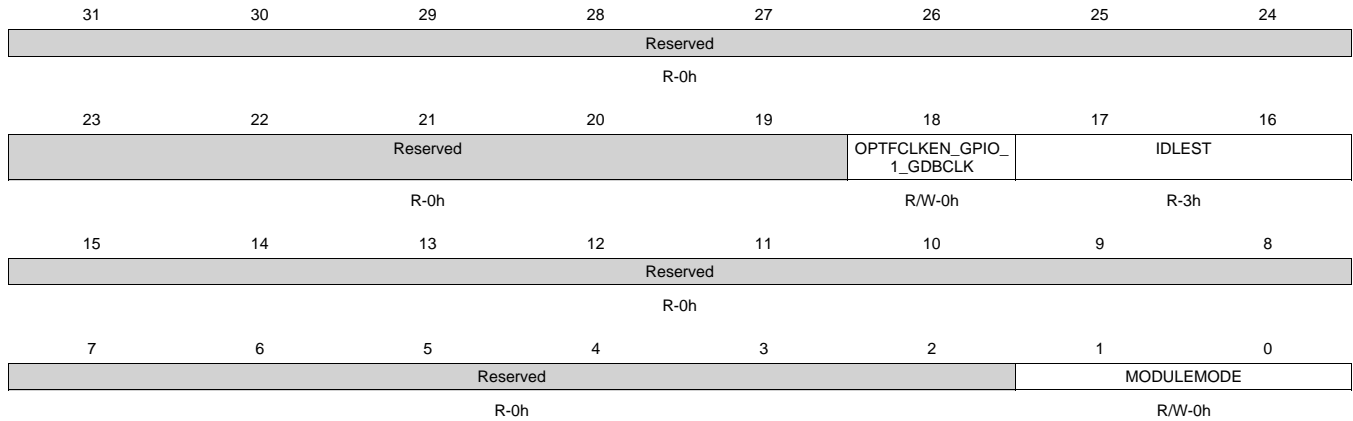 31 30 29 28 27 26 25 24
Reserved
R-0h
23 22 21 20 19 18 17 16
Reserved OPTFCLKEN_GPIO_ IDLEST
1_GDBCLK
R-0h R/W-0h R-3h
15 14 13 12 11 10 9 8
Reserved
R-0h
7 6 5 4 3 2 1 0
Reserved MODULEMODE
R-0h R/W-0h